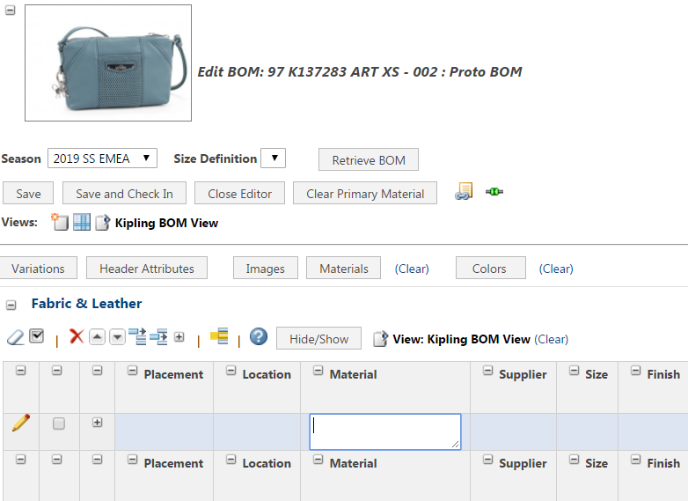 Edit BOM: 97 K137283 ART XS - 002 : Proto BOM
Season 2019 SS EMEA Size Definition Retrieve BOM
Save Save and Check In Close Editor Clear Primary Material
Views: Kipling BOM View
Variations Header Attributes Images Materials (Clear) Colors (Clear)
Fabric & Leather
Hide/Show View: Kipling BOM View (Clear)
Placement Location Material Supplier Size Finish
Placement Location Material Supplier Size Finish